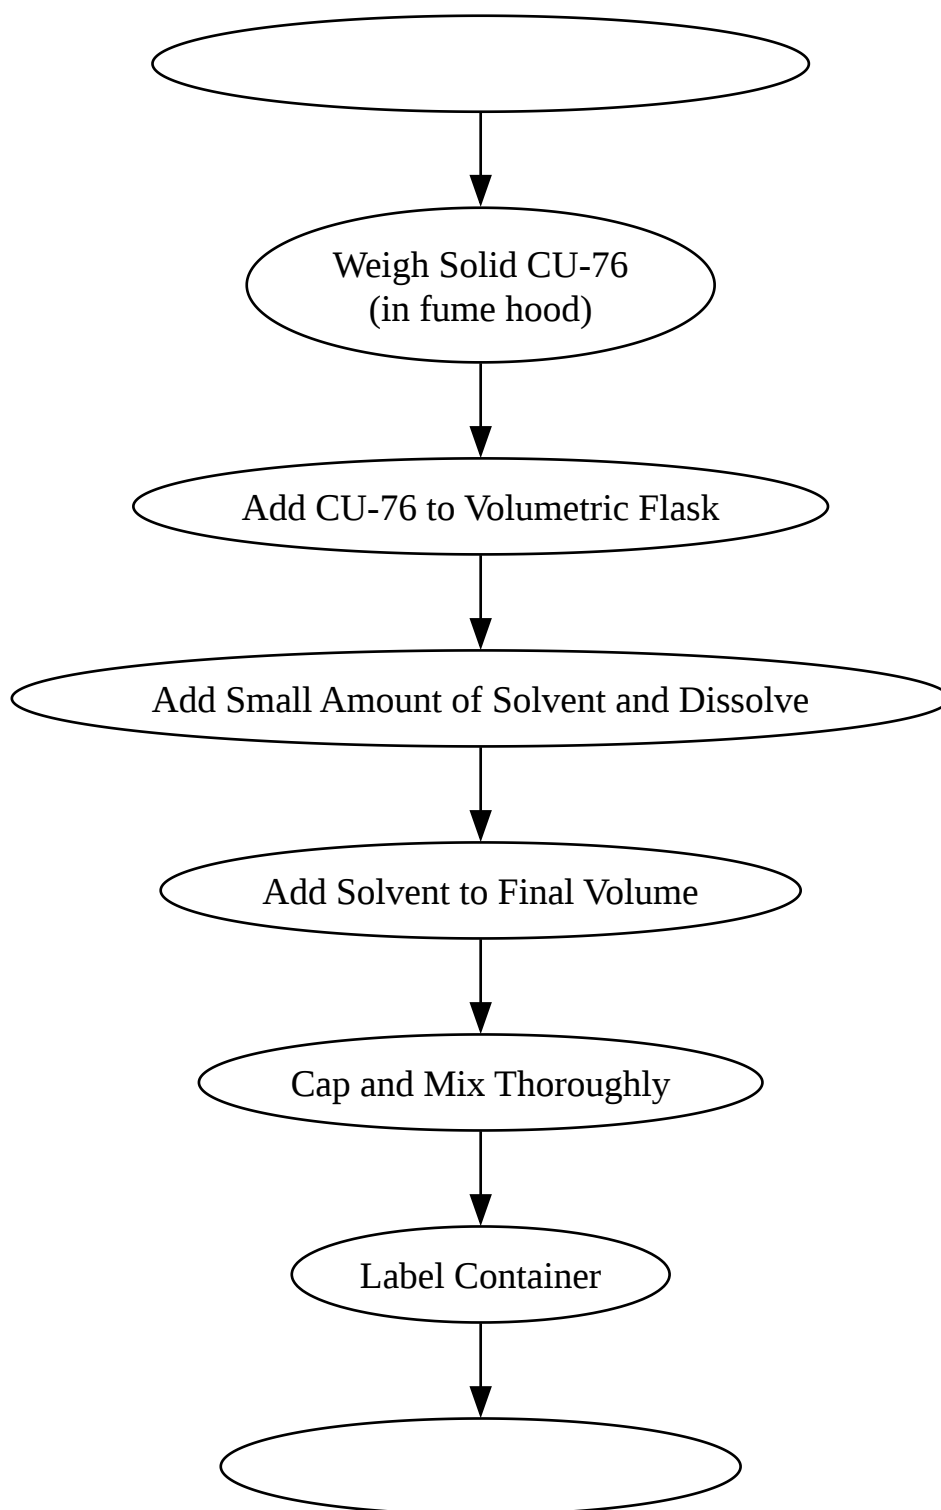 Weigh Solid CU-76
(in fume hood)
Add CU-76 to Volumetric Flask
Add Small Amount of Solvent and Dissolve
Add Solvent to Final Volume
Cap and Mix Thoroughly
Label Container